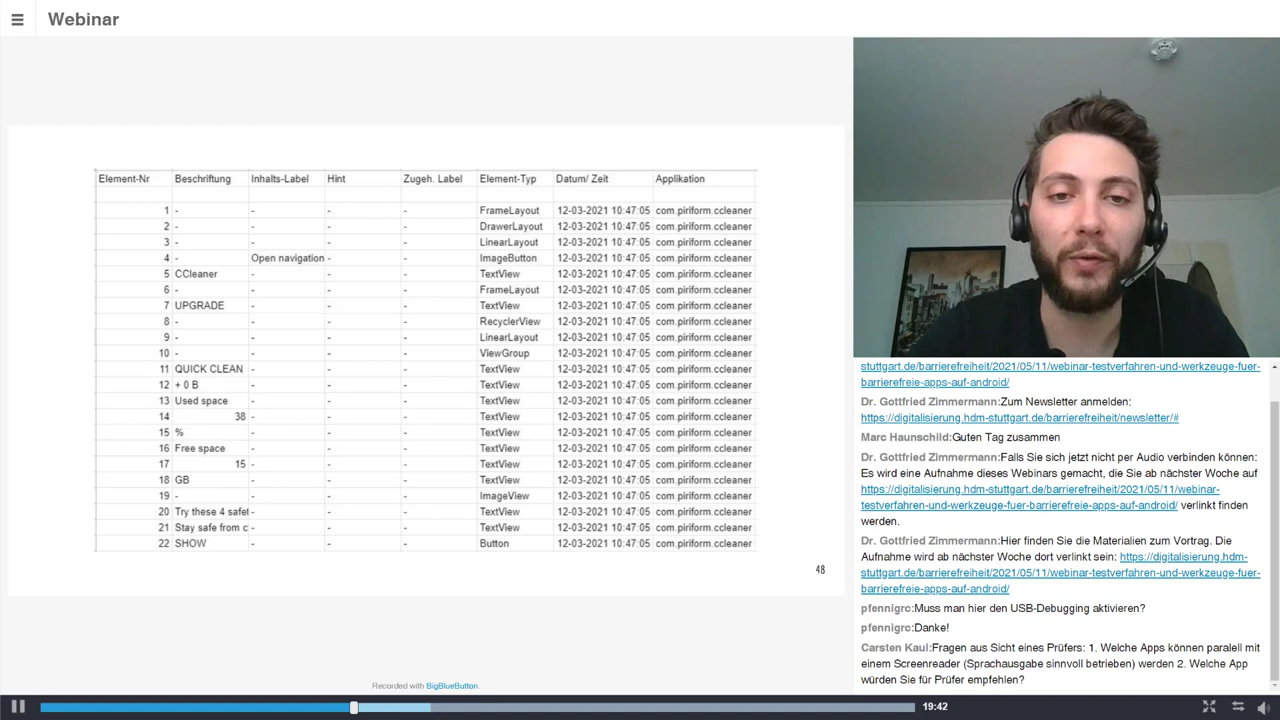 Webinar
Element-Nr Beschriftung Inhalts-Label Hint Zugeh. Label Element-Typ Datum/ Zeit Applikation
1 - - - - FrameLayout 12-03-2021 10:47:05 com.piriform.ccleaner
2 - - - - DrawerLayout 12-03-2021 10:47:05 com.piriform.ccleaner
3 - - - - LinearLayout 12-03-2021 10:47:05 com.piriform.ccleaner
4 - Open navigation - - ImageButton 12-03-2021 10:47:05 com.piriform.ccleaner
5 CCleaner - - - TextView 12-03-2021 10:47:05 com.piriform.ccleaner
6 - - - - FrameLayout 12-03-2021 10:47:05 com.piriform.ccleaner
7 UPGRADE - - - TextView 12-03-2021 10:47:05 com.piriform.ccleaner
8 - - - - RecyclerView 12-03-2021 10:47:05 com.piriform.ccleaner
9 - - - - LinearLayout 12-03-2021 10:47:05 com.piriform.ccleaner
10 - - - - ViewGroup 12-03-2021 10:47:05 com.piriform.ccleaner
11 QUICK CLEAN - - - TextView 12-03-2021 10:47:05 com.piriform.ccleaner
12 + 0 B - - - TextView 12-03-2021 10:47:05 com.piriform.ccleaner
13 Used space - - - TextView 12-03-2021 10:47:05 com.piriform.ccleaner
14 38 - - - TextView 12-03-2021 10:47:05 com.piriform.ccleaner
15 % - - - TextView 12-03-2021 10:47:05 com.piriform.ccleaner
16 Free space - - - TextView 12-03-2021 10:47:05 com.piriform.ccleaner
17 15 - - - TextView 12-03-2021 10:47:05 com.piriform.ccleaner
18 GB - - - TextView 12-03-2021 10:47:05 com.piriform.ccleaner
19 - - - - ImageView 12-03-2021 10:47:05 com.piriform.ccleaner
20 Try these 4 safet - - - TextView 12-03-2021 10:47:05 com.piriform.ccleaner
21 Stay safe from c - - - TextView 12-03-2021 10:47:05 com.piriform.ccleaner
22 SHOW - - - Button 12-03-2021 10:47:05 com.piriform.ccleaner
48
Recorded with BigBlueButton.
stuttgart.de/barrierefreiheit/2021/05/11/webinar-testverfahren-und-werkzeuge-fuer-
barrierefreie-apps-auf-android/
Dr. Gottfried Zimmermann:Zum Newsletter anmelden:
https://digitalisierung.hdm-stuttgart.de/barrierefreiheit/newsletter/#
Marc Haunschild:Guten Tag zusammen
Dr. Gottfried Zimmermann:Falls Sie sich jetzt nicht per Audio verbinden können:
Es wird eine Aufnahme dieses Webinars gemacht, die Sie ab nächster Woche auf
https://digitalisierung.hdm-stuttgart.de/barrierefreiheit/2021/05/11/webinar-
testverfahren-und-werkzeuge-fuer-barrierefreie-apps-auf-android/ verlinkt finden
werden.
Dr. Gottfried Zimmermann:Hier finden Sie die Materialien zum Vortrag. Die
Aufnahme wird ab nächster Woche dort verlinkt sein: https://digitalisierung.hdm-
stuttgart.de/barrierefreiheit/2021/05/11/webinar-testverfahren-und-werkzeuge-fuer-
barrierefreie-apps-auf-android/
pfennigrc:Muss man hier den USB-Debugging aktivieren?
pfennigrc:Danke!
Carsten Kaul:Fragen aus Sicht eines Prüfers: 1. Welche Apps können paralell mit
einem Screenreader (Sprachausgabe sinnvoll betrieben) werden 2. Welche App
würden Sie für Prüfer empfehlen?
19:42